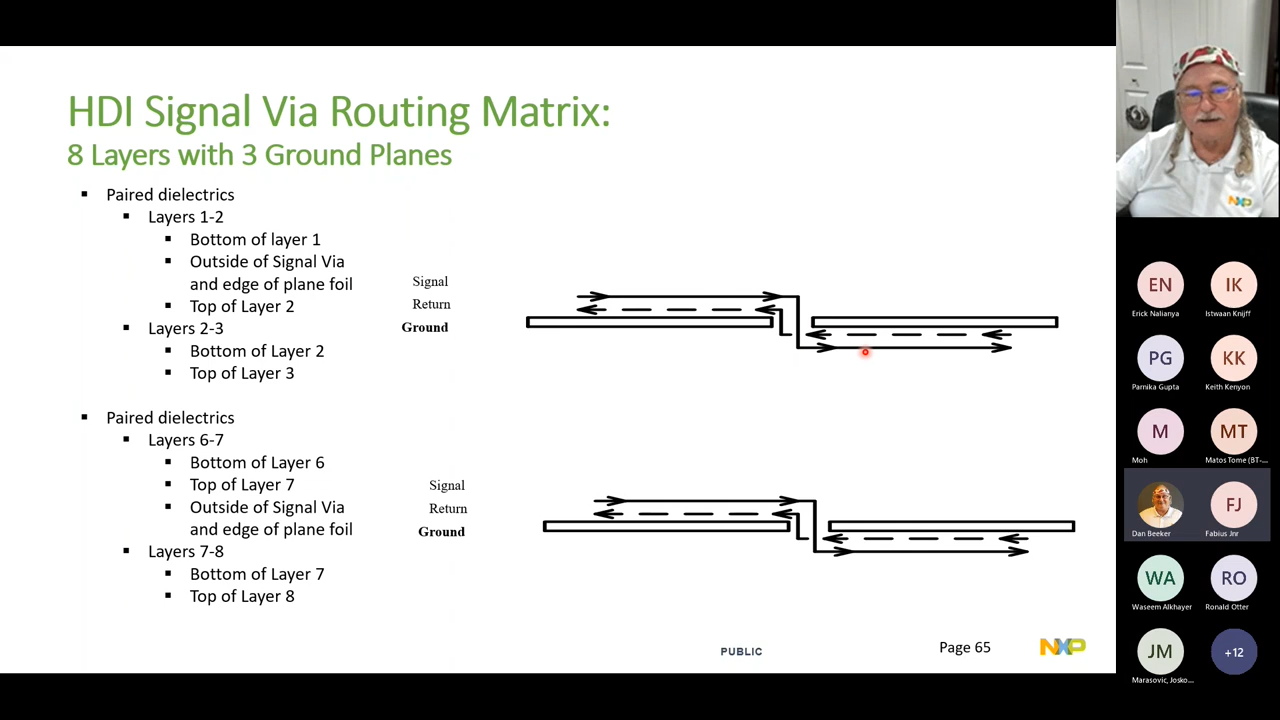 HDI Signal Via Routing Matrix:
8 Layers with 3 Ground Planes
▪ Paired dielectrics
▪ Layers 1-2
▪ Bottom of layer 1
▪ Outside of Signal Via
and edge of plane foil
▪ Top of Layer 2
▪ Layers 2-3
▪ Bottom of Layer 2
▪ Top of Layer 3
▪ Paired dielectrics
▪ Layers 6-7
▪ Bottom of Layer 6
▪ Top of Layer 7
▪ Outside of Signal Via
and edge of plane foil
▪ Layers 7-8
▪ Bottom of Layer 7
▪ Top of Layer 8
Signal
Return
Ground
Signal
Return
Ground
PUBLIC
Page 65
NXP
NXP
EN
IK
Erick Nalianya
Istwaan Knijff
PG
KK
Parnika Gupta
Keith Kenyon
M
MT
Moh
Matos Tome (BT-...
FJ
Dan Beeker
Fabius Jnr
WA
RO
Waseem Alkhayer
Ronald Otter
JM
+12
Marasovic, Josko...